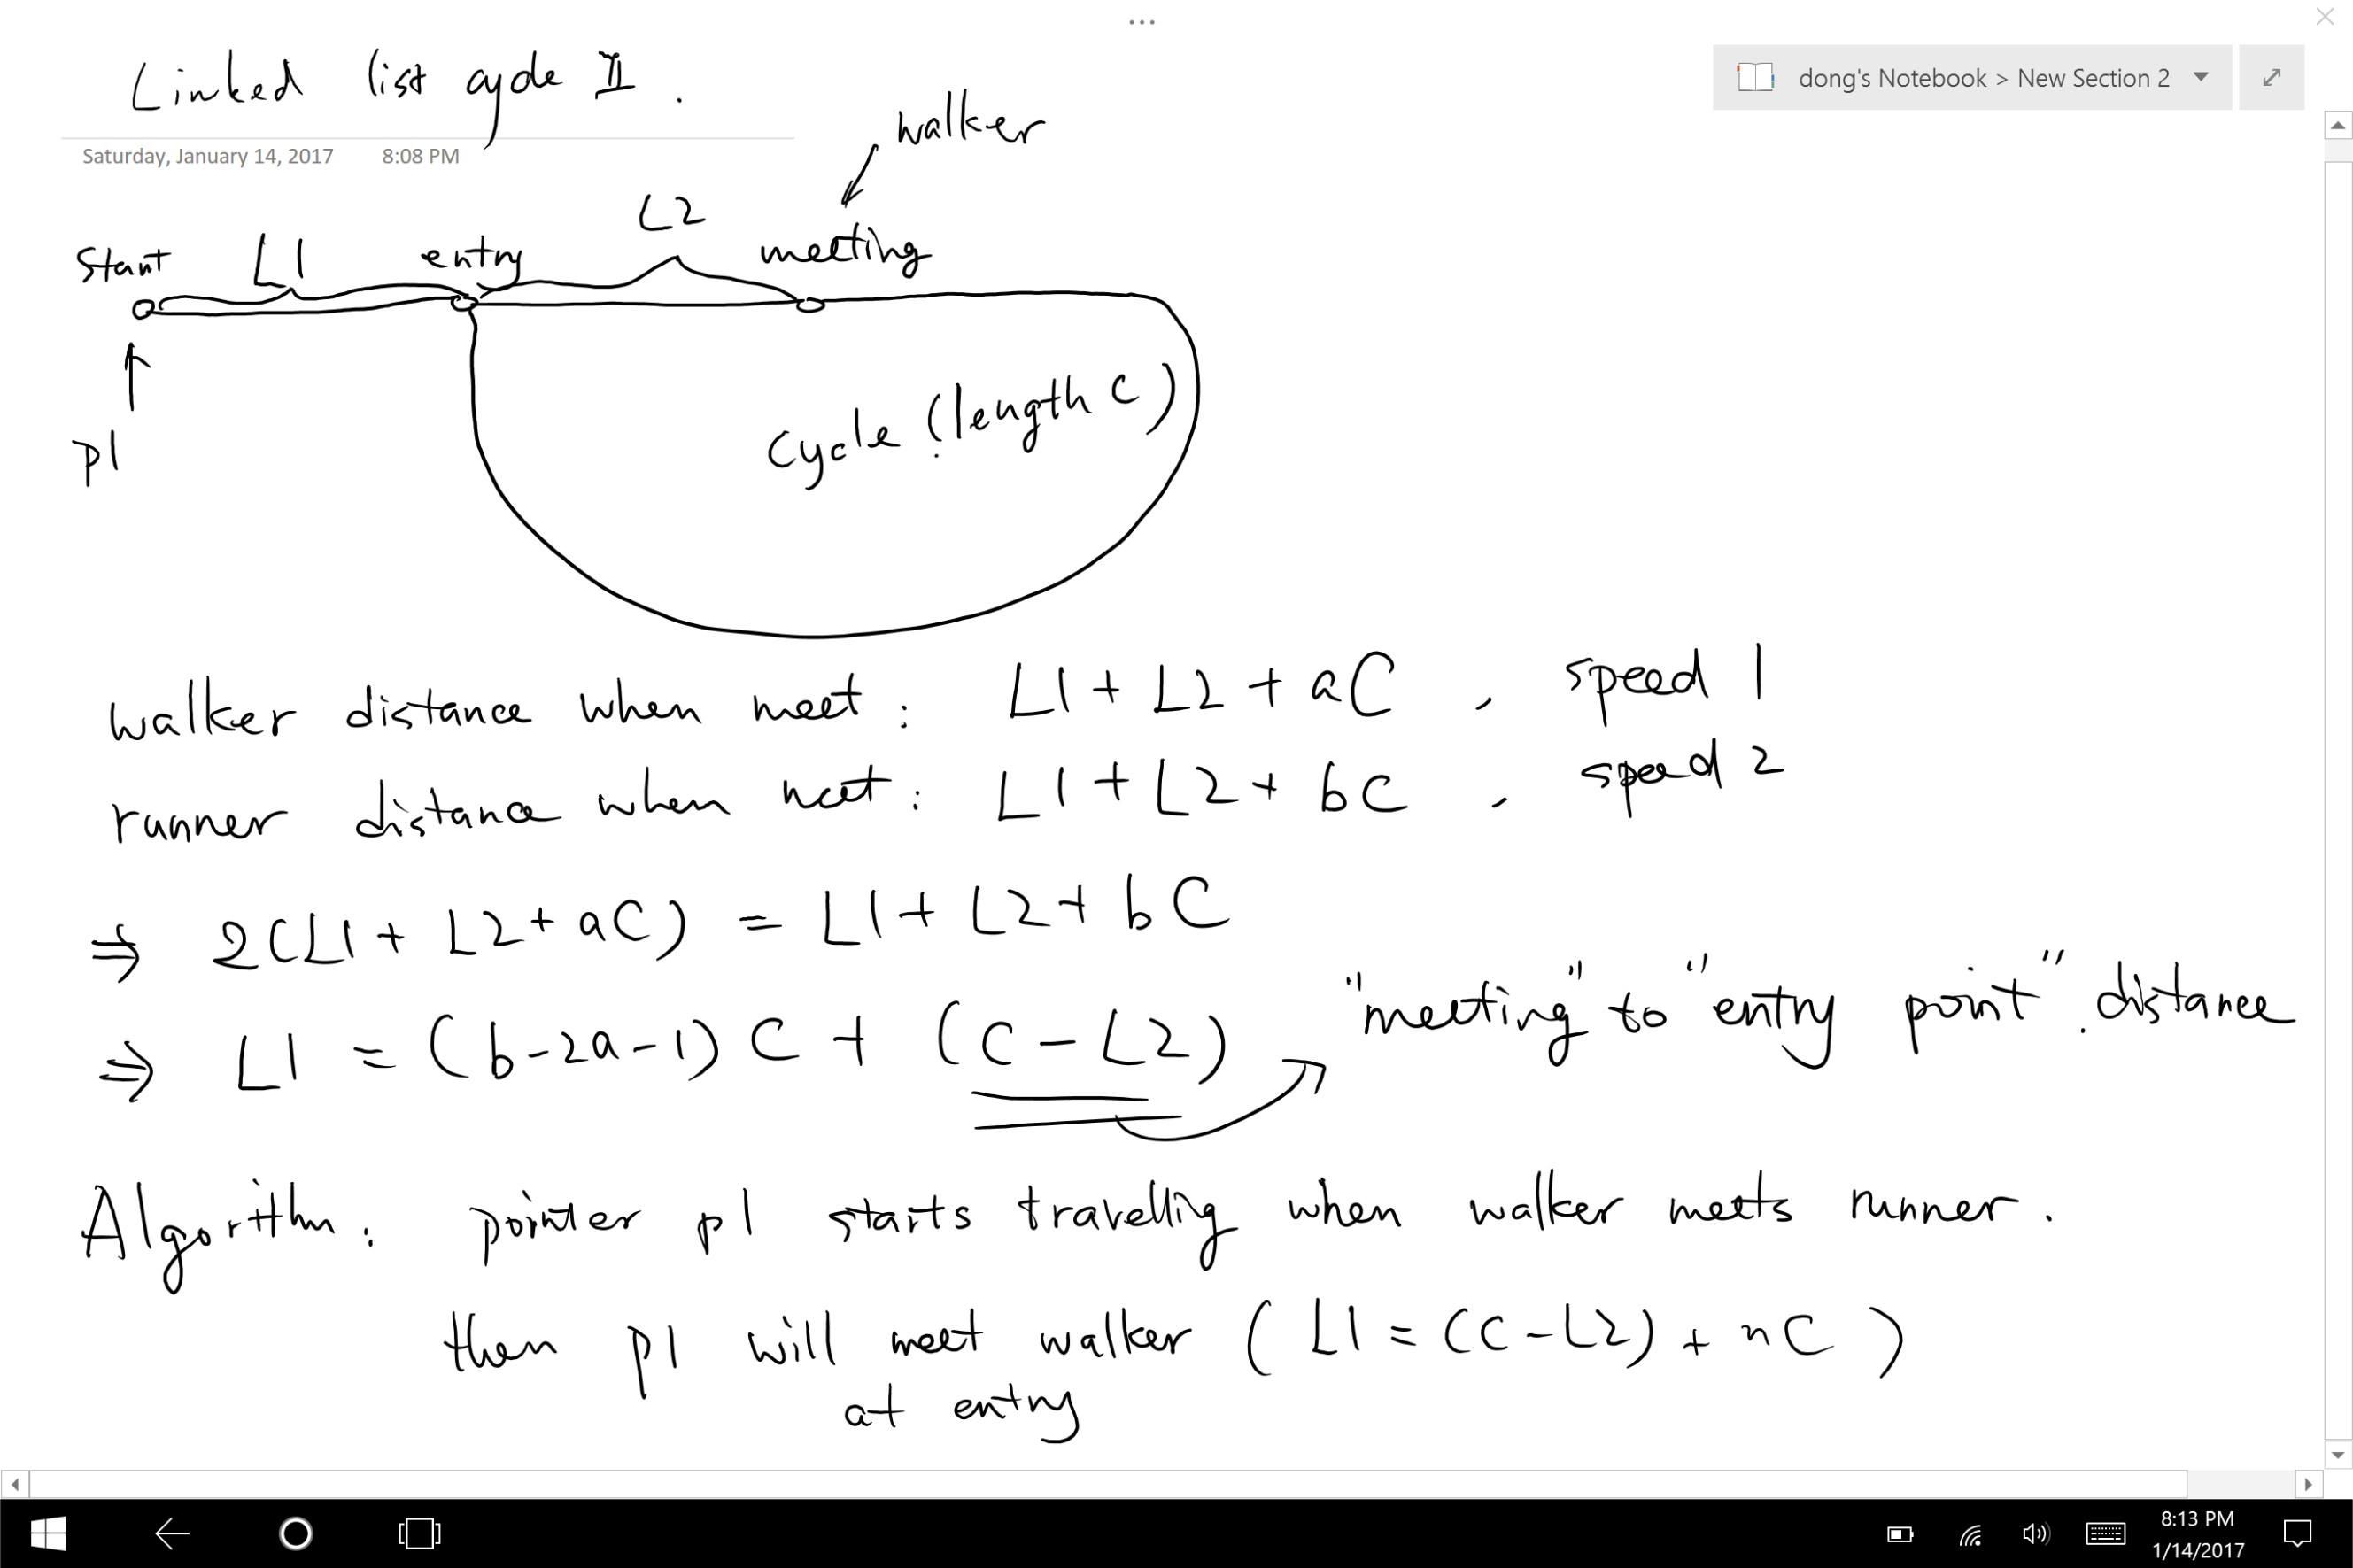 Linked list cycle II.
dong's Notebook > New Section 2
Saturday, January 14, 2017 8:08 PM
walker
L2
start L1 entry meeting
p1
Cycle (length C)
walker distance when meet: L1 + L2 + aC, speed 1
runner distance when meet: L1 + L2 + bC, speed 2
⇒ 2(L1 + L2 + aC) = L1 + L2 + bC
⇒ L1 = (b-2a-1)C + (C-L2)
"meeting" to "entry point" distance
Algorithm: pointer p1 starts travelling when walker meets runner.
then p1 will meet walker (L1 = (C-L2) + nC)
at entry
8:13 PM
1/14/2017